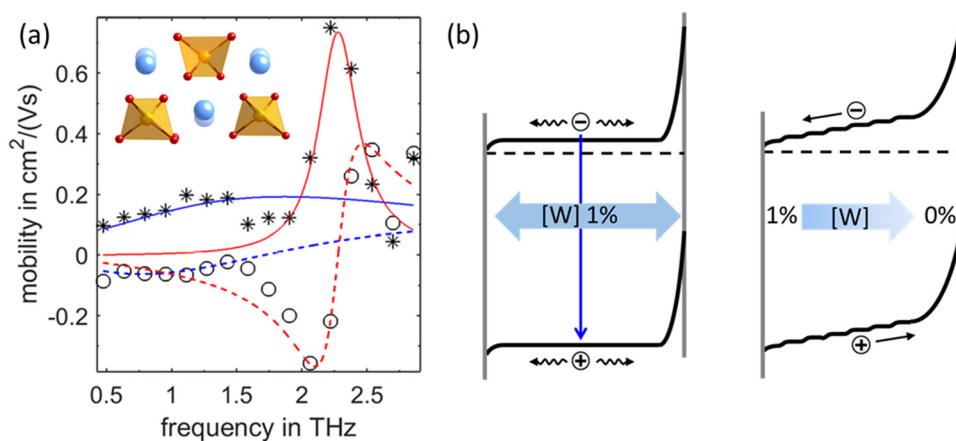 (a)
mobility in cm²/(Vs)
0.6
0.4
0.2
0
-0.2
0.5 1 1.5 2 2.5
frequency in THz
(b)
−
[W] 1%
+
−
1% [W] 0%
+